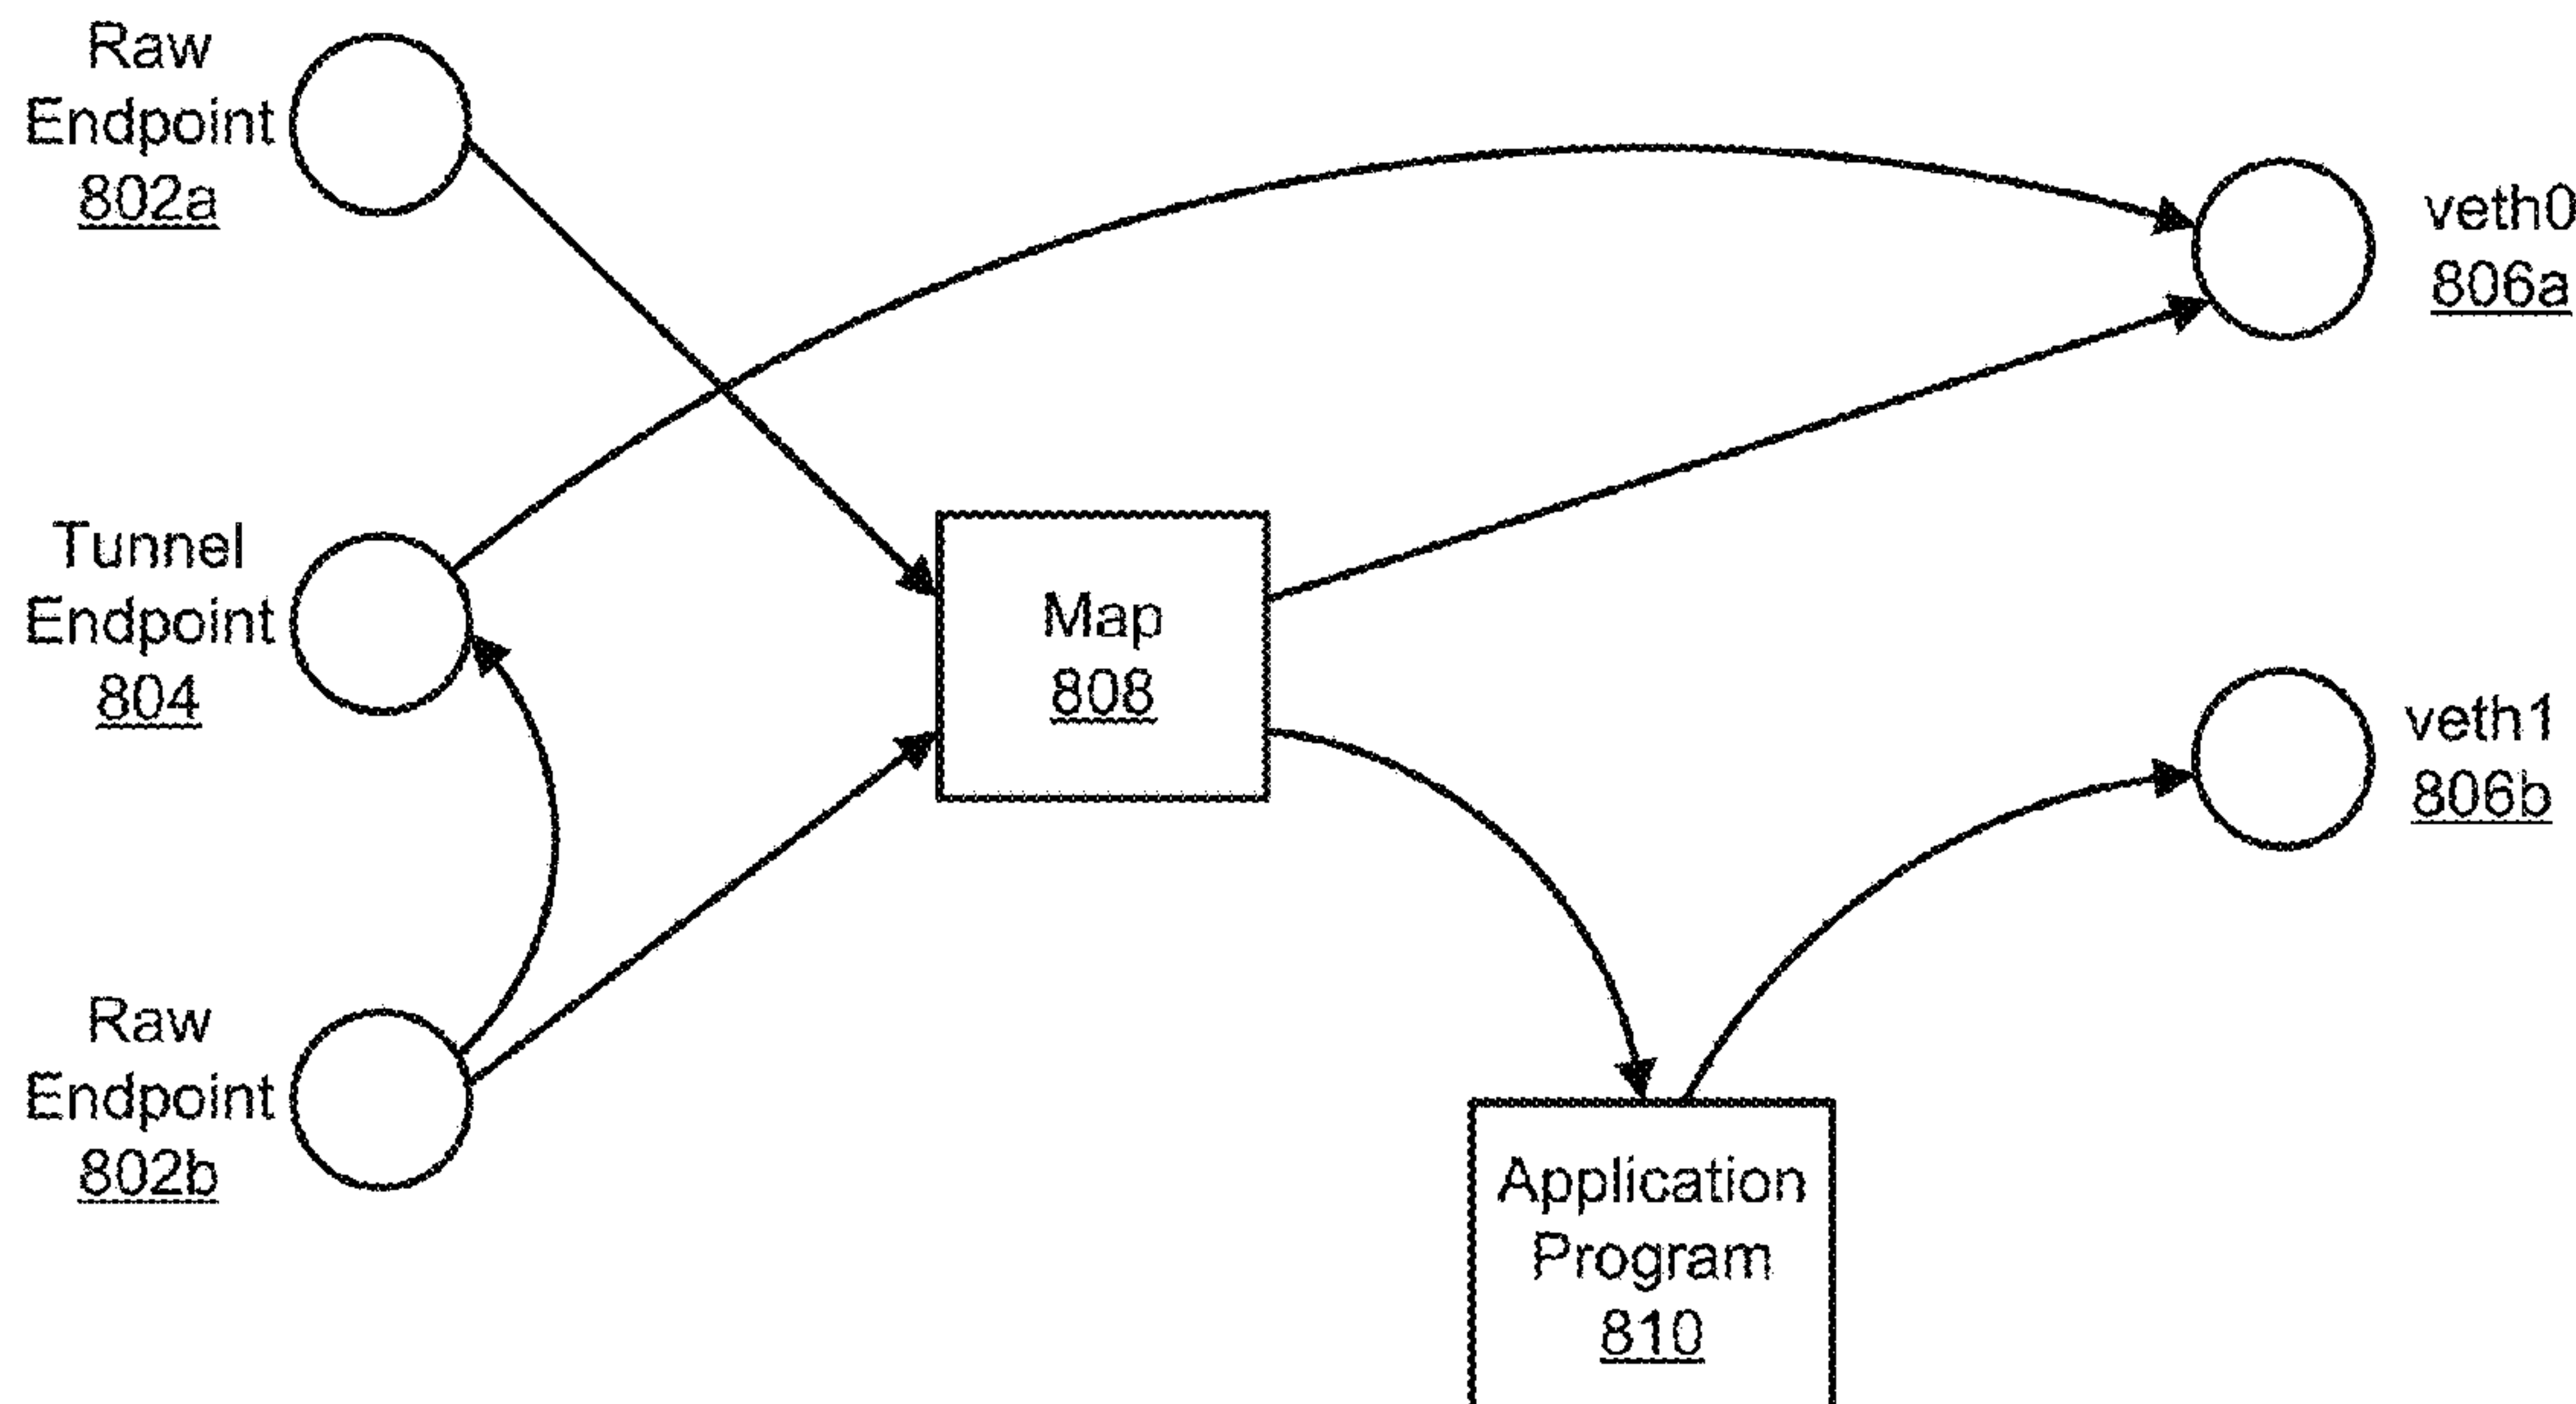 Raw
Endpoint
802a
veth0
806a
Tunnel
Endpoint
804
Map
808
veth1
806b
Raw
Endpoint
802b
Application
Program
810